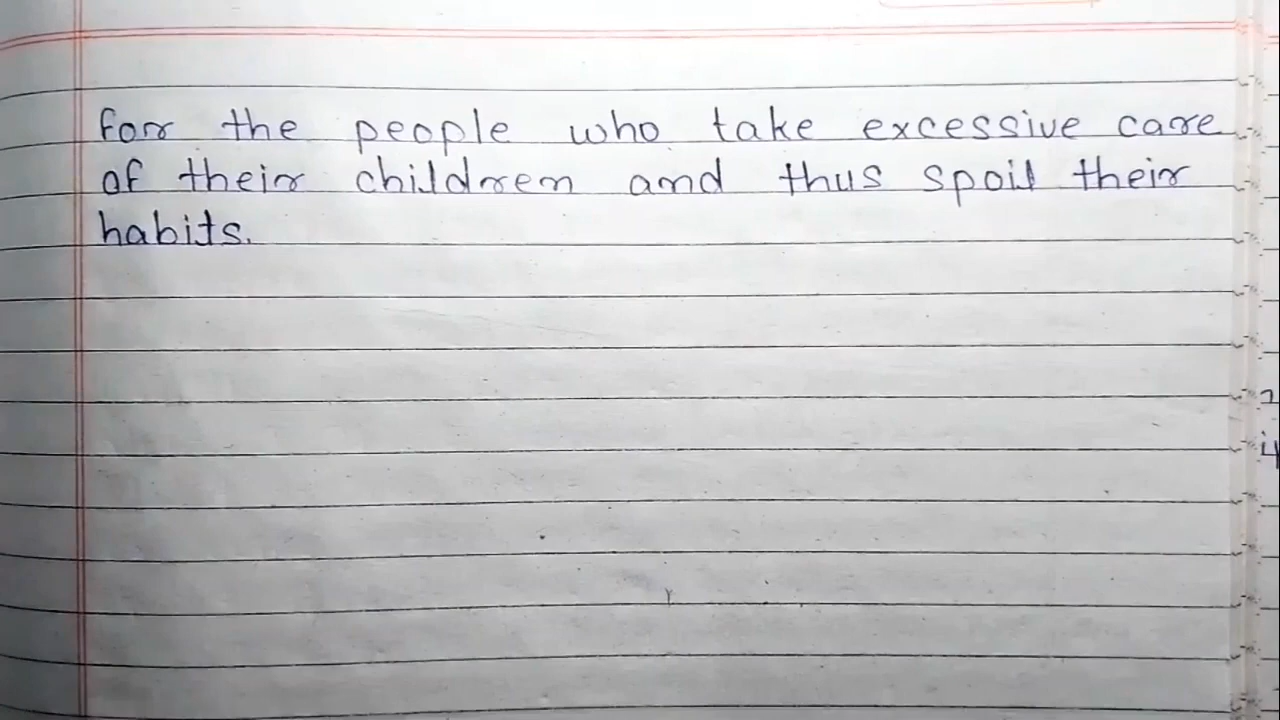 for the people who take excessive care
of their children and thus spoil their
habits.